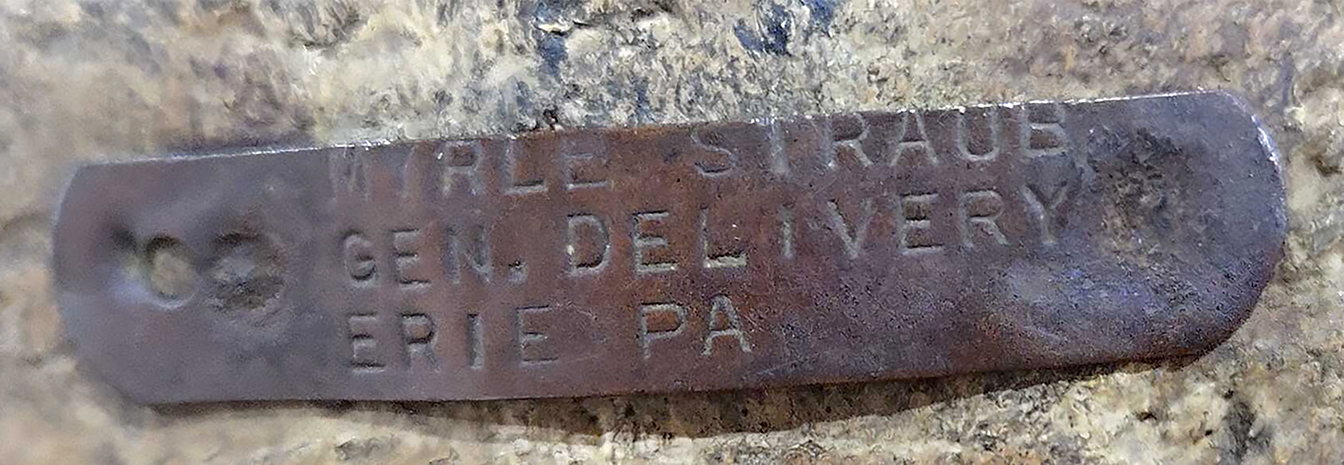 MYRLE STRAUB
GEN. DELIVERY
ERIE PA